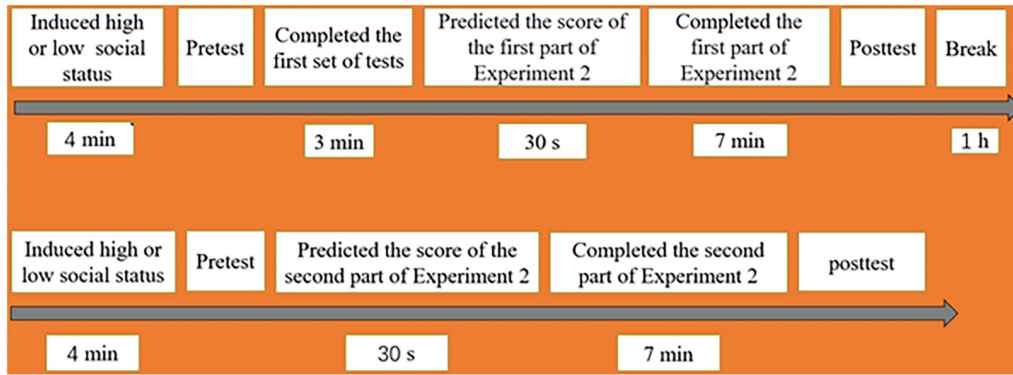 Induced high
or low social
status
Pretest
Completed the
first set of tests
Predicted the score of
the first part of
Experiment 2
Completed the
first part of
Experiment 2
Posttest
Break
4 min
3 min
30 s
7 min
1 h
Induced high or
low social status
Pretest
Predicted the score of the
second part of Experiment 2
Completed the second
part of Experiment 2
posttest
4 min
30 s
7 min